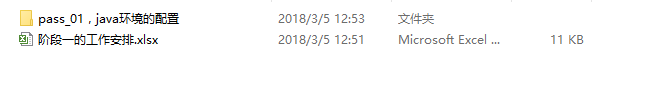 pass_01，java环境的配置 2018/3/5 12:53 文件夹
阶段一的工作安排.xlsx 2018/3/5 12:51 Microsoft Excel ... 11 KB